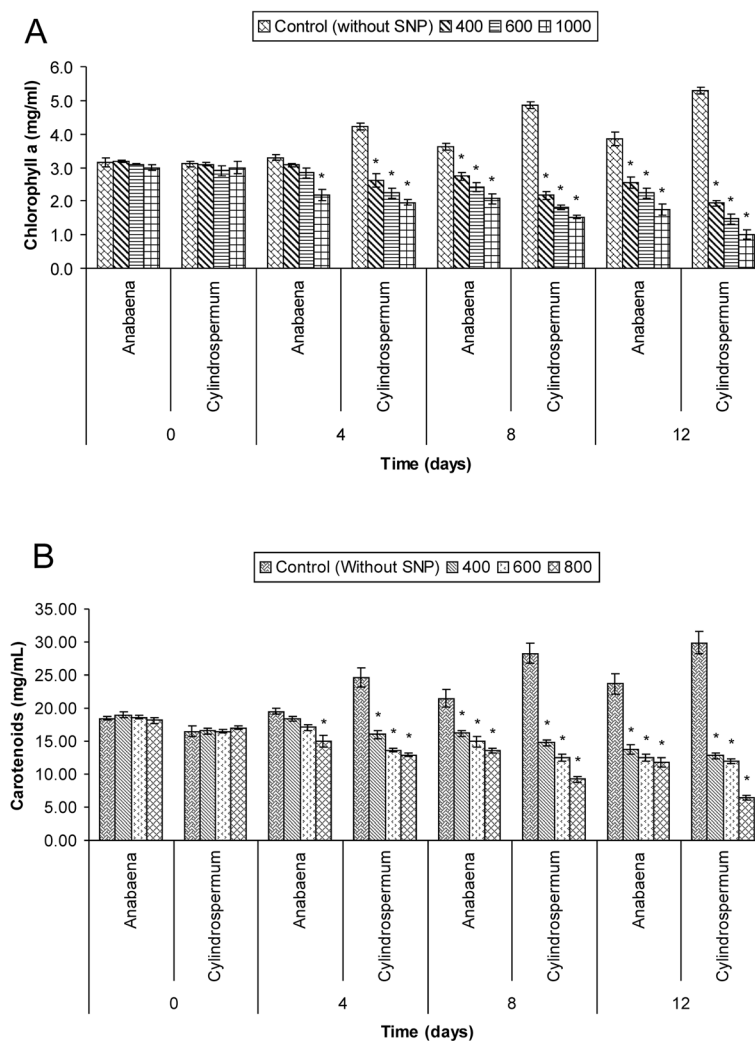 A
Control (without SNP) 400 600 1000
6.0
5.0
4.0
3.0
2.0
1.0
0.0
Chlorophyll a (mg/ml)
* * * * * * * * * * * * * * * *
Anabaena Cylindrospermum Anabaena Cylindrospermum Anabaena Cylindrospermum Anabaena Cylindrospermum
0 4 8 12
Time (days)
B
Control (Without SNP) 400 600 800
35.00
30.00
25.00
20.00
15.00
10.00
5.00
0.00
Carotenoids (mg/mL)
* * * * * * * * * * * * * * * *
Anabaena Cylindrospermum Anabaena Cylindrospermum Anabaena Cylindrospermum Anabaena Cylindrospermum
0 4 8 12
Time (days)